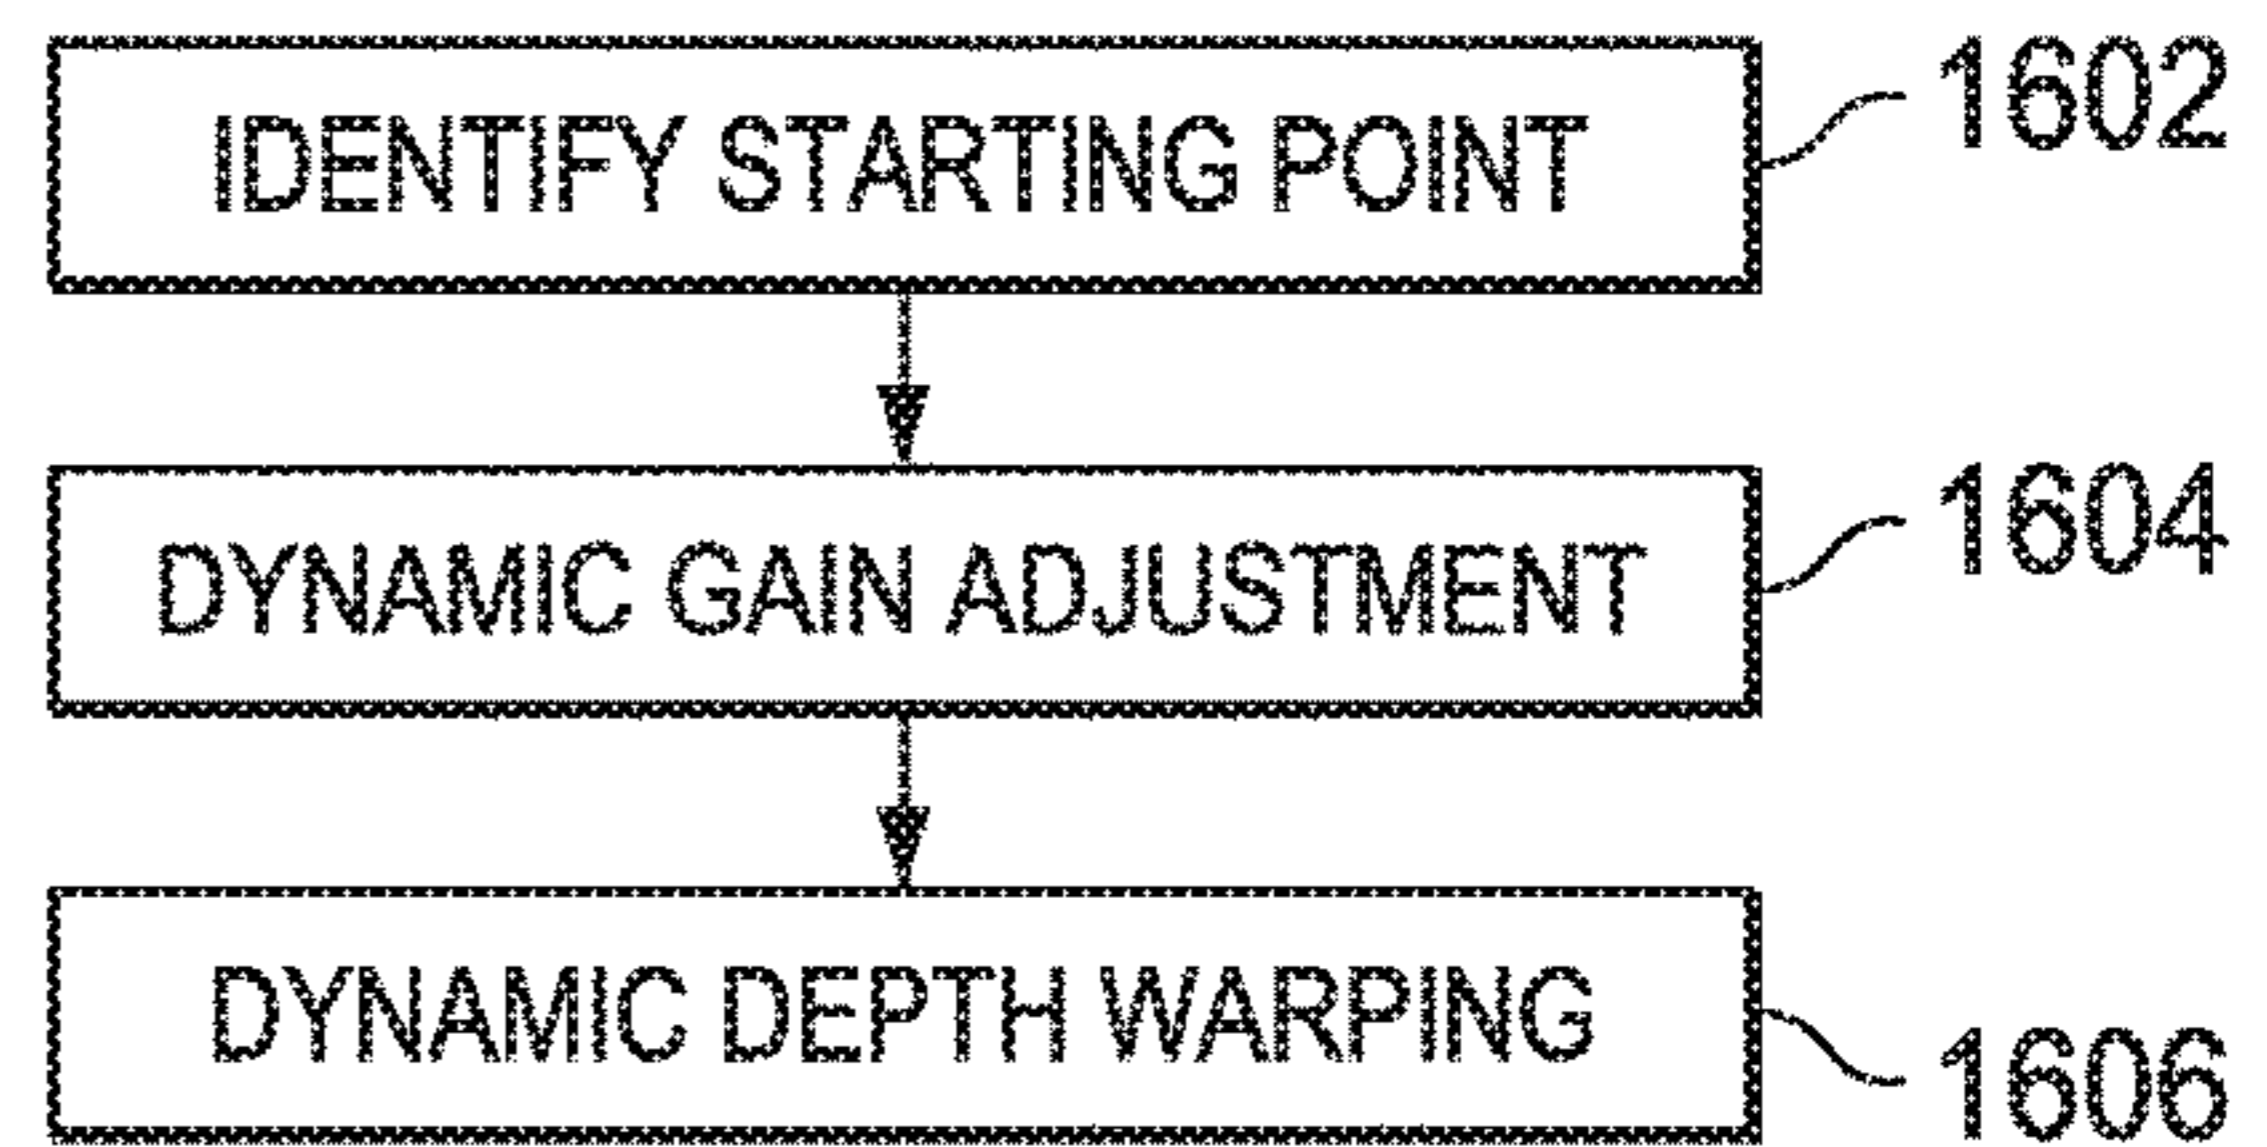 IDENTIFY STARTING POINT
1602
DYNAMIC GAIN ADJUSTMENT
1604
DYNAMIC DEPTH WARPING
1606